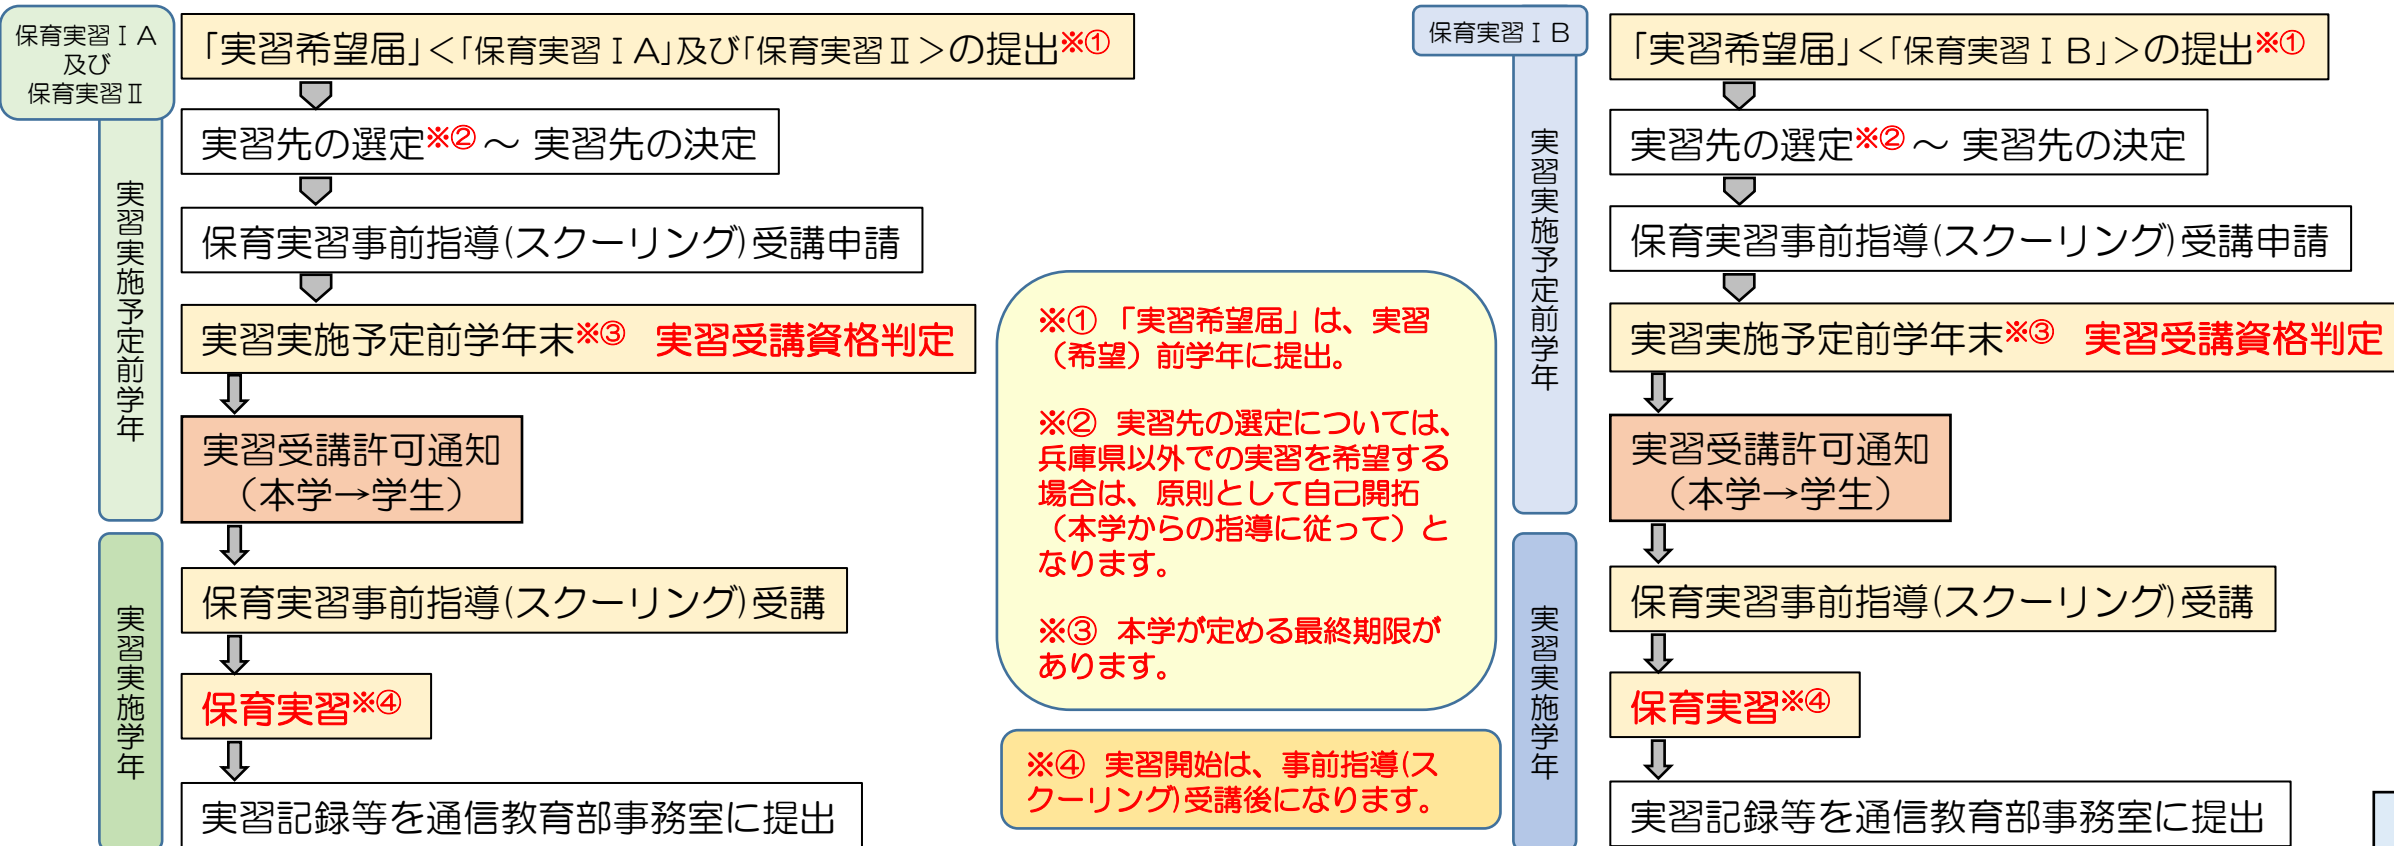 保育実習ⅠA
及び
保育実習Ⅱ
「実習希望届」＜「保育実習ⅠA」及び「保育実習Ⅱ＞の提出※①
実習先の選定※②～ 実習先の決定
保育実習事前指導(スクーリング)受講申請
実習実施予定前学年末※③ 実習受講資格判定
実習受講許可通知
（本学→学生）
実習実施予定前学年
保育実習事前指導(スクーリング)受講
保育実習※④
実習記録等を通信教育部事務室に提出
実習実施学年
※① 「実習希望届」は、実習
（希望）前学年に提出。
※② 実習先の選定については、
兵庫県以外での実習を希望する
場合は、原則として自己開拓
（本学からの指導に従って）と
なります。
※③ 本学が定める最終期限が
あります。
※④ 実習開始は、事前指導(ス
クーリング)受講後になります。
保育実習ⅠB
「実習希望届」＜「保育実習ⅠB」＞の提出※①
実習先の選定※②～ 実習先の決定
保育実習事前指導(スクーリング)受講申請
実習実施予定前学年末※③ 実習受講資格判定
実習受講許可通知
（本学→学生）
実習実施予定前学年
保育実習事前指導(スクーリング)受講
保育実習※④
実習記録等を通信教育部事務室に提出
実習実施学年